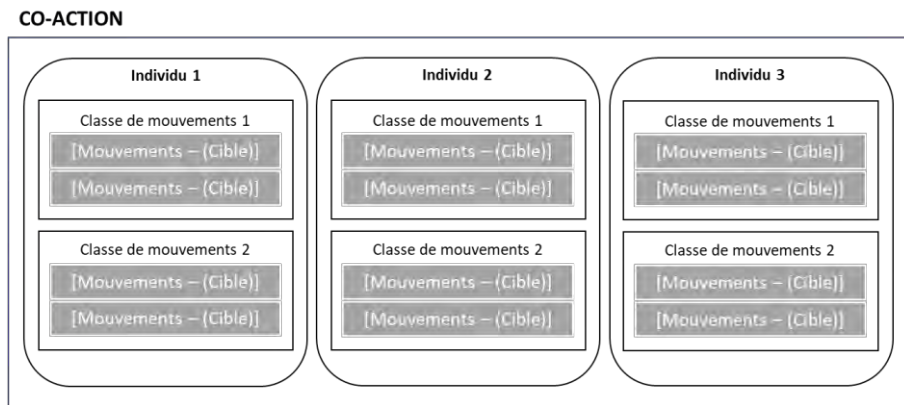 CO-ACTION
Individu 1
Classe de mouvements 1
[Mouvements – (Cible)]
[Mouvements – (Cible)]
Classe de mouvements 2
[Mouvements – (Cible)]
[Mouvements – (Cible)]
Individu 2
Classe de mouvements 1
[Mouvements – (Cible)]
[Mouvements – (Cible)]
Classe de mouvements 2
[Mouvements – (Cible)]
[Mouvements – (Cible)]
Individu 3
Classe de mouvements 1
[Mouvements – (Cible)]
[Mouvements – (Cible)]
Classe de mouvements 2
[Mouvements – (Cible)]
[Mouvements – (Cible)]